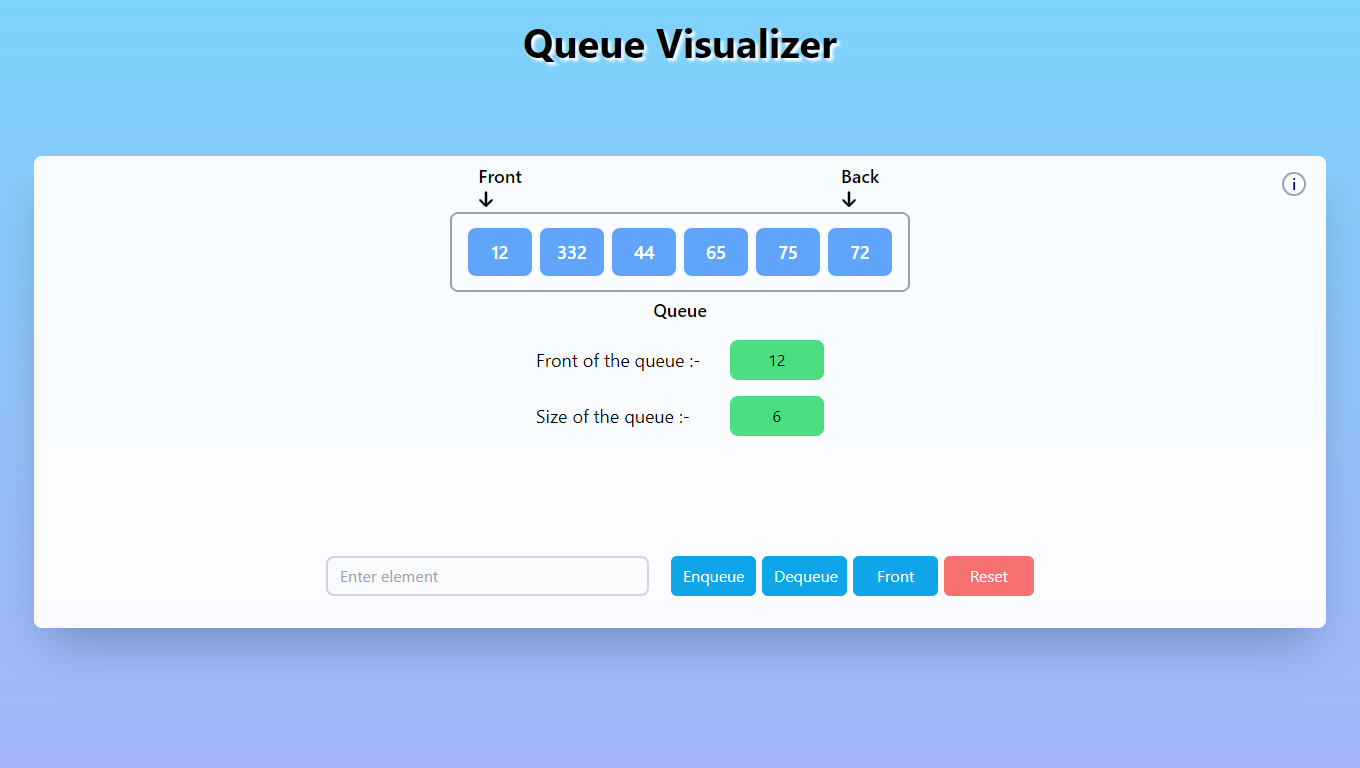 Queue Visualizer
Front Back
i
12 332 44 65 75 72
Queue
Front of the queue :- 12
Size of the queue :- 6
Enter element Enqueue Dequeue Front Reset